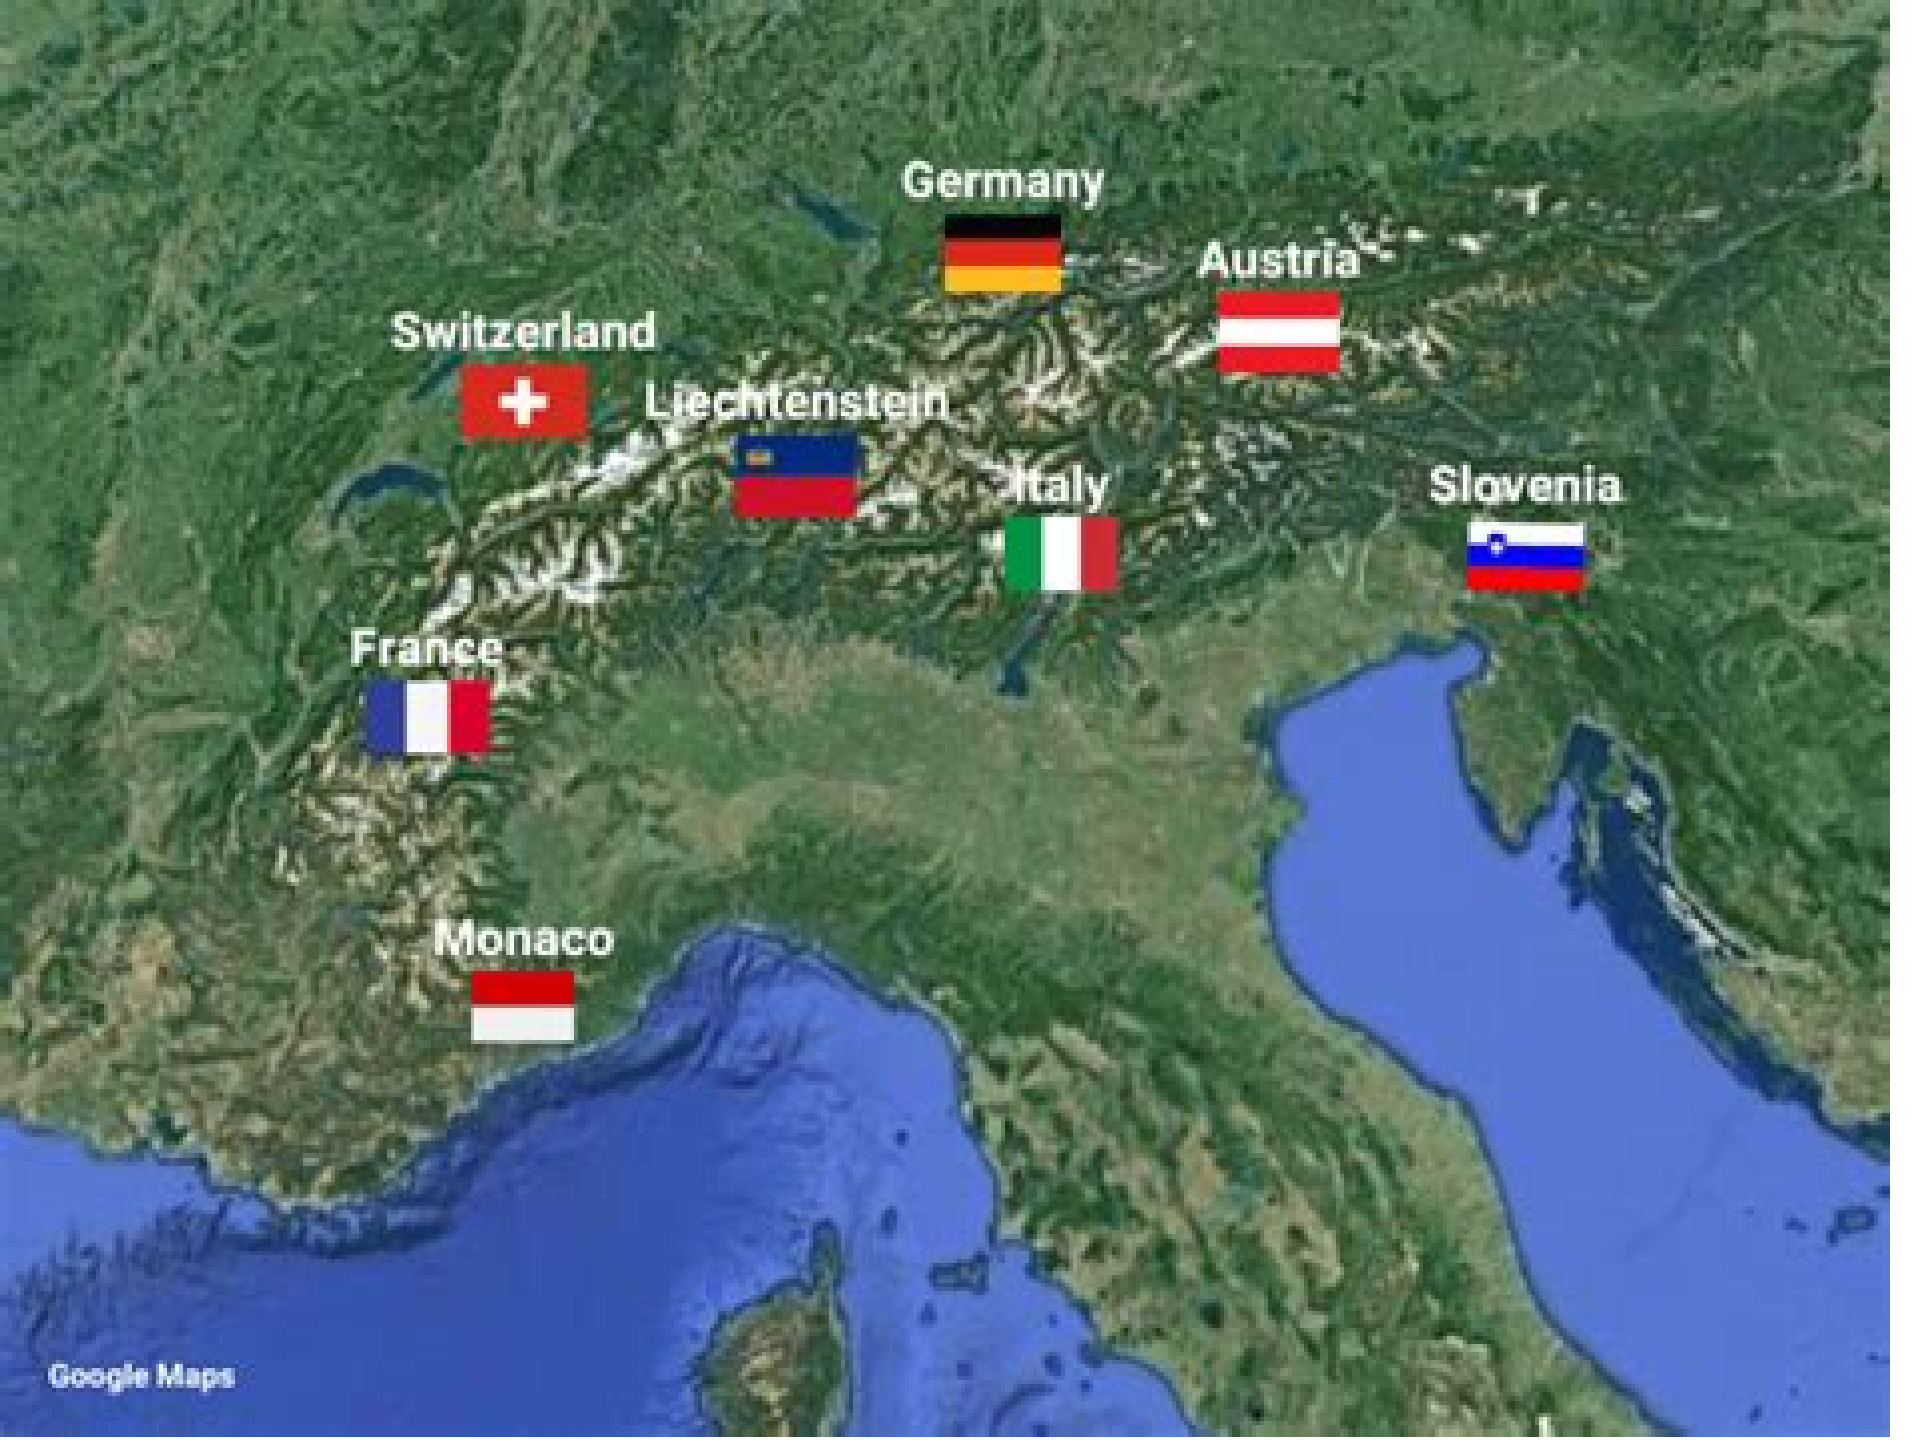 Germany
Austria
Switzerland
Liechtenstein
Italy
Slovenia
France
Monaco
Google Maps